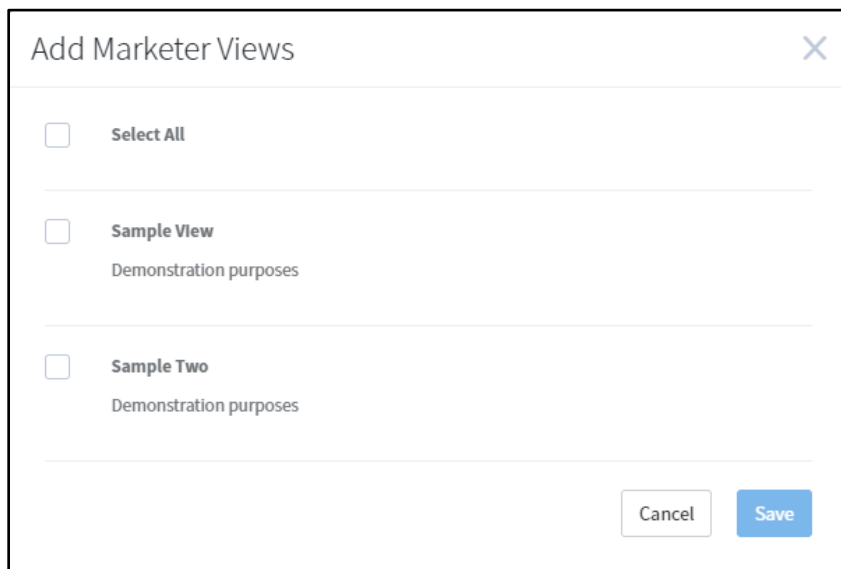 Add Marketer Views
Select All
Sample VIew
Demonstration purposes
Sample Two
Demonstration purposes
Cancel
Save